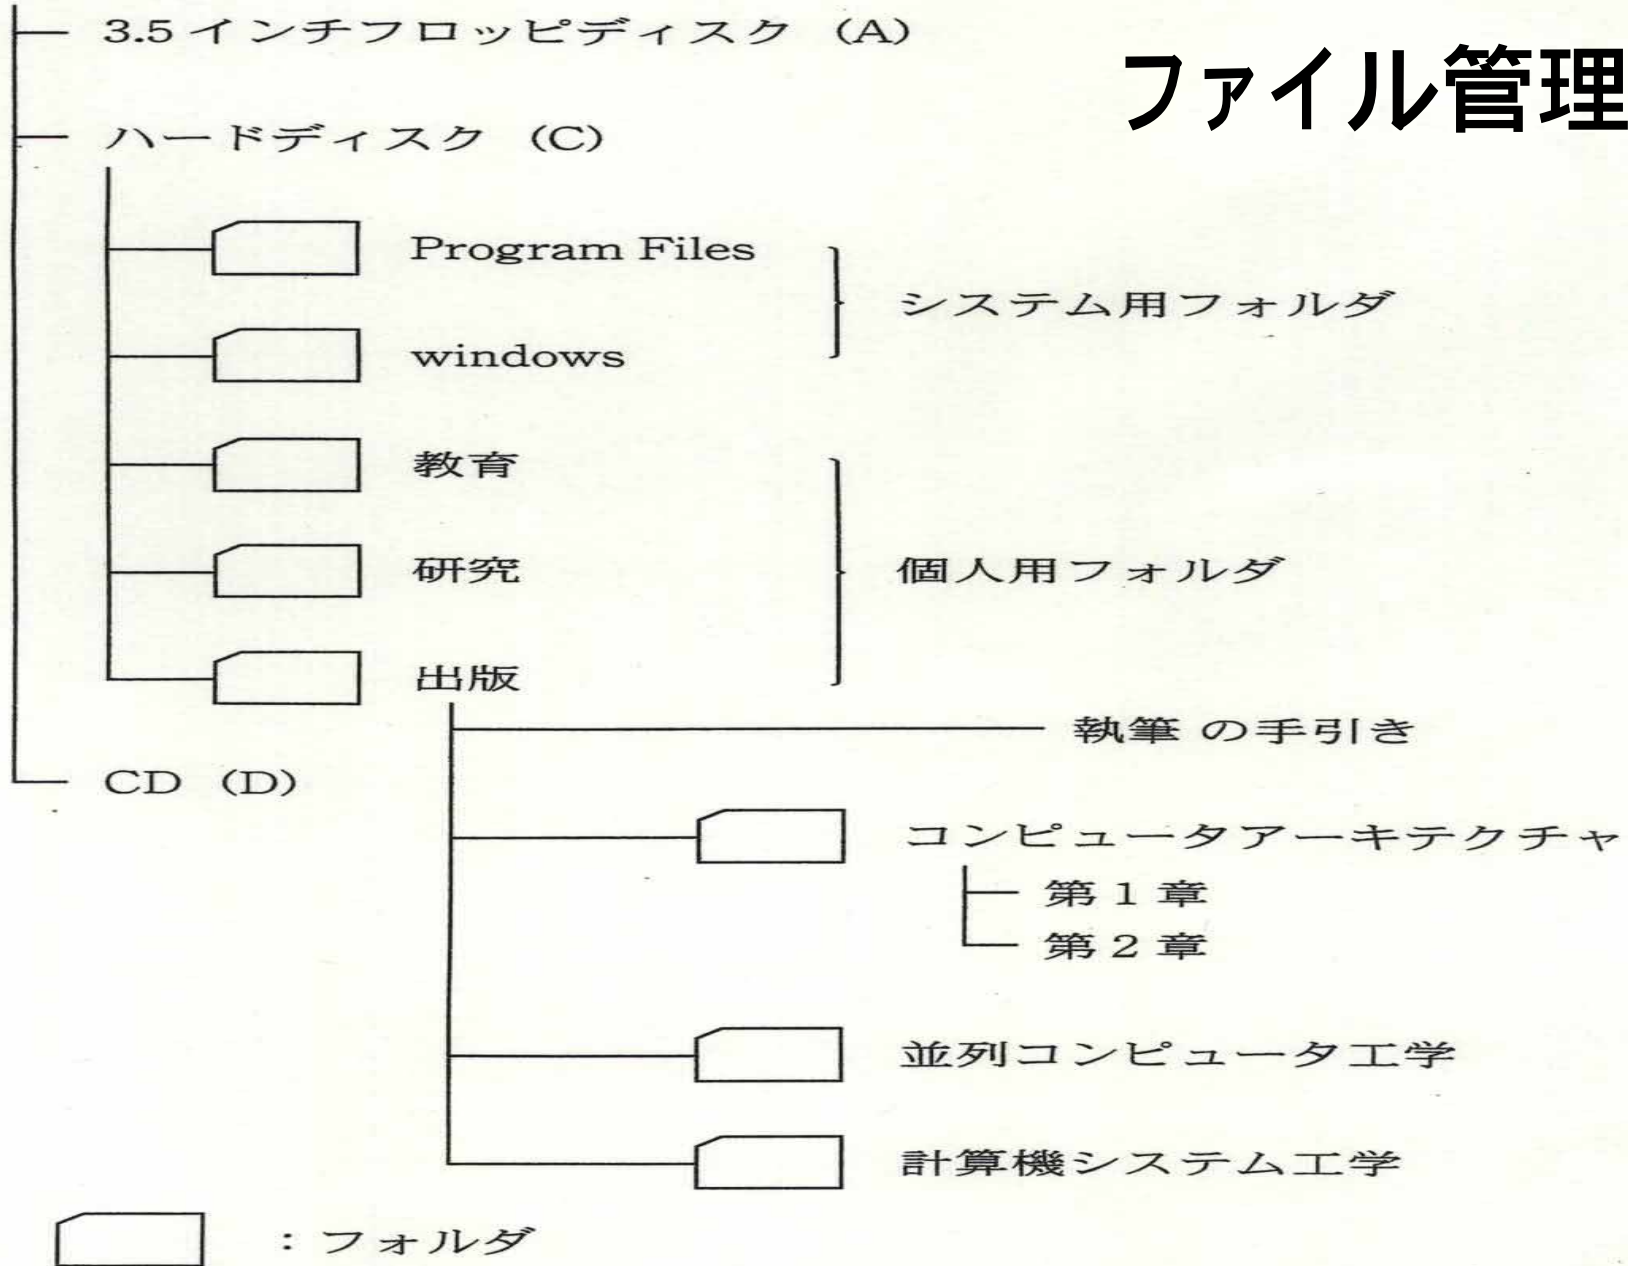 ファイル管理
3.5インチフロッピディスク (A)
ハードディスク (C)
Program Files
システム用フォルダ
windows
教育
研究
個人用フォルダ
出版
執筆 の手引き
CD (D)
コンピュータアーキテクチャ
第1章
第2章
並列コンピュータ工学
計算機システム工学
:フォルダ